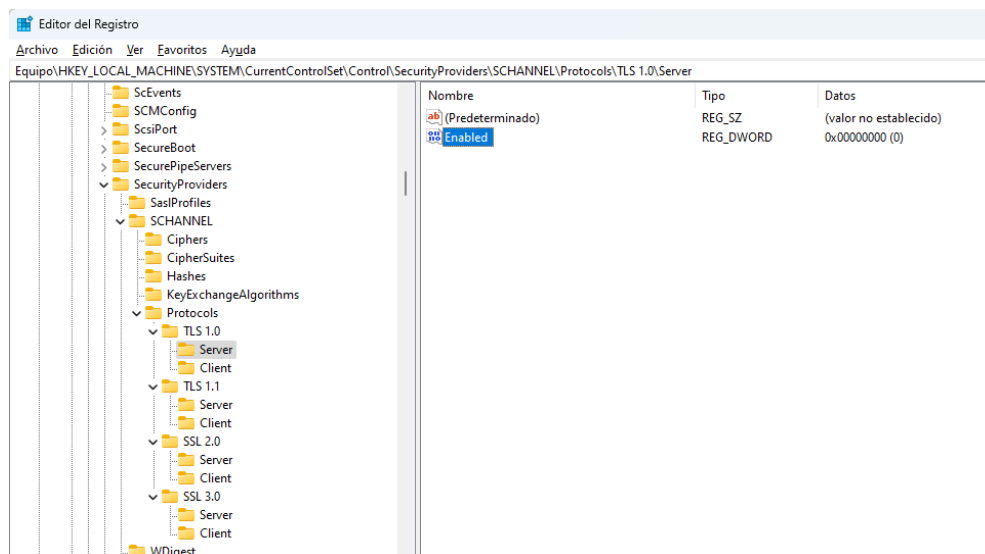 Editor del Registro
Archivo Edición Ver Favoritos Ayuda
Equipo\HKEY_LOCAL_MACHINE\SYSTEM\CurrentControlSet\Control\SecurityProviders\SCHANNEL\Protocols\TLS 1.0\Server
ScEvents
SCMConfig
ScsiPort
SecureBoot
SecurePipeServers
SecurityProviders
SaslProfiles
SCHANNEL
Ciphers
CipherSuites
Hashes
KeyExchangeAlgorithms
Protocols
TLS 1.0
Server
Client
TLS 1.1
Server
Client
SSL 2.0
Server
Client
SSL 3.0
Server
Client
WDigest
Nombre Tipo Datos
(Predeterminado) REG_SZ (valor no establecido)
Enabled REG_DWORD 0x00000000 (0)